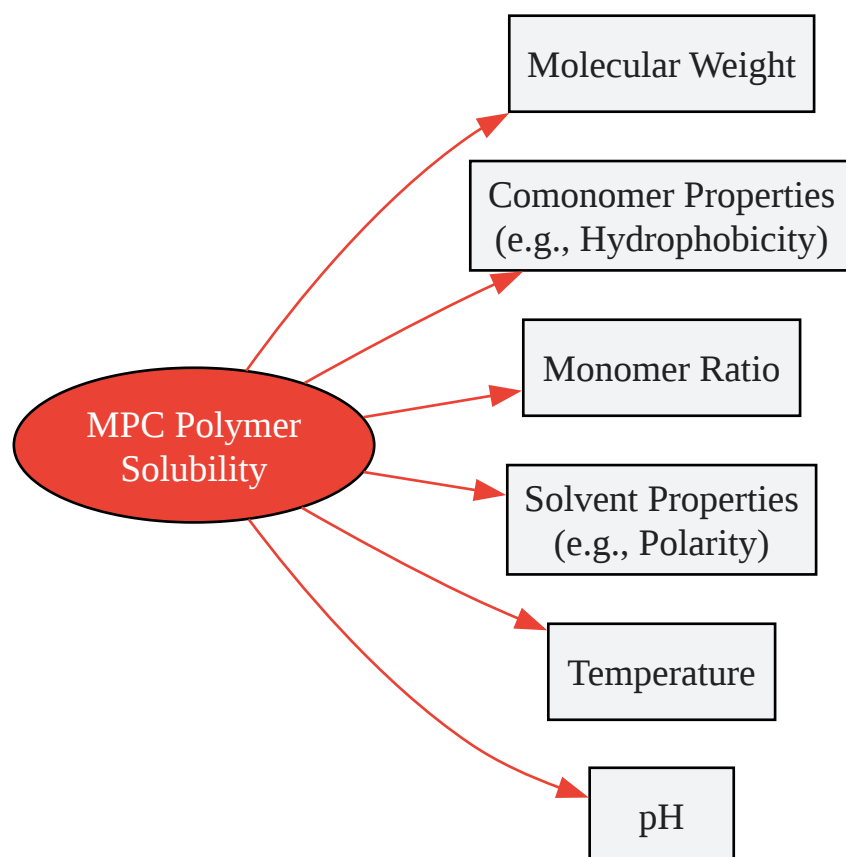 Molecular Weight
Comonomer Properties
(e.g., Hydrophobicity)
Monomer Ratio
MPC Polymer
Solubility
Solvent Properties
(e.g., Polarity)
Temperature
pH